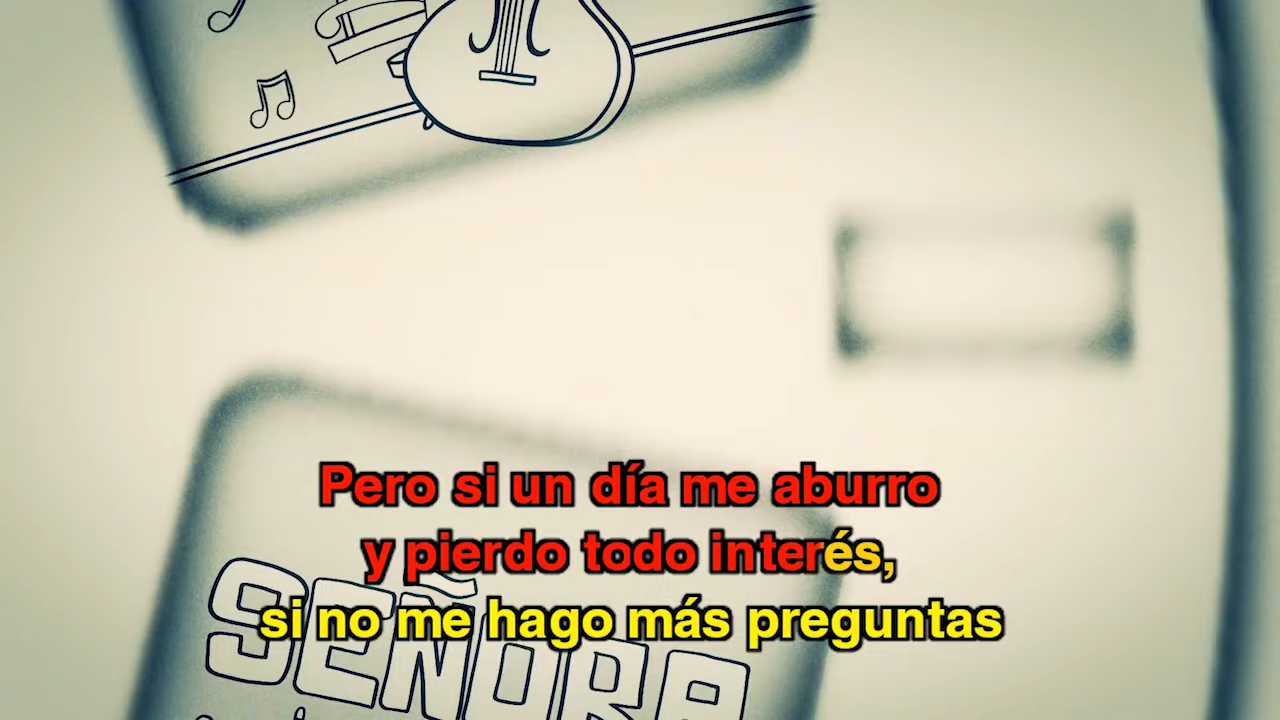 Pero si un día me aburro
y pierdo todo interés,
si no me hago más preguntas
SEÑORA